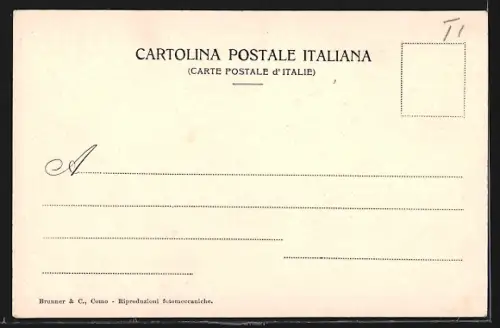 CARTOLINA POSTALE ITALIANA
(CARTE POSTALE d'ITALIE)
A
Brunner & C., Como - Riproduzioni fotomeccaniche.